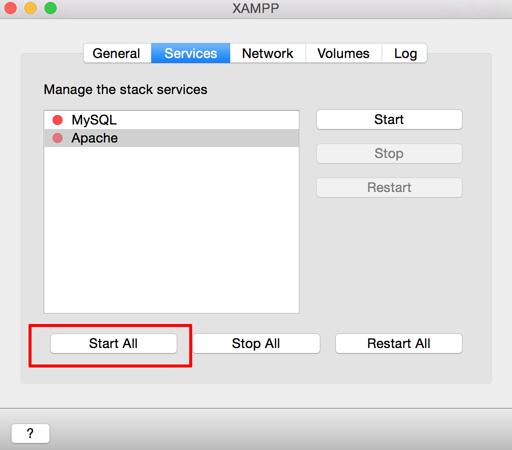 XAMPP
General Services Network Volumes Log
Manage the stack services
MySQL
Start
Apache
Stop
Restart
Start All Stop All Restart All
?